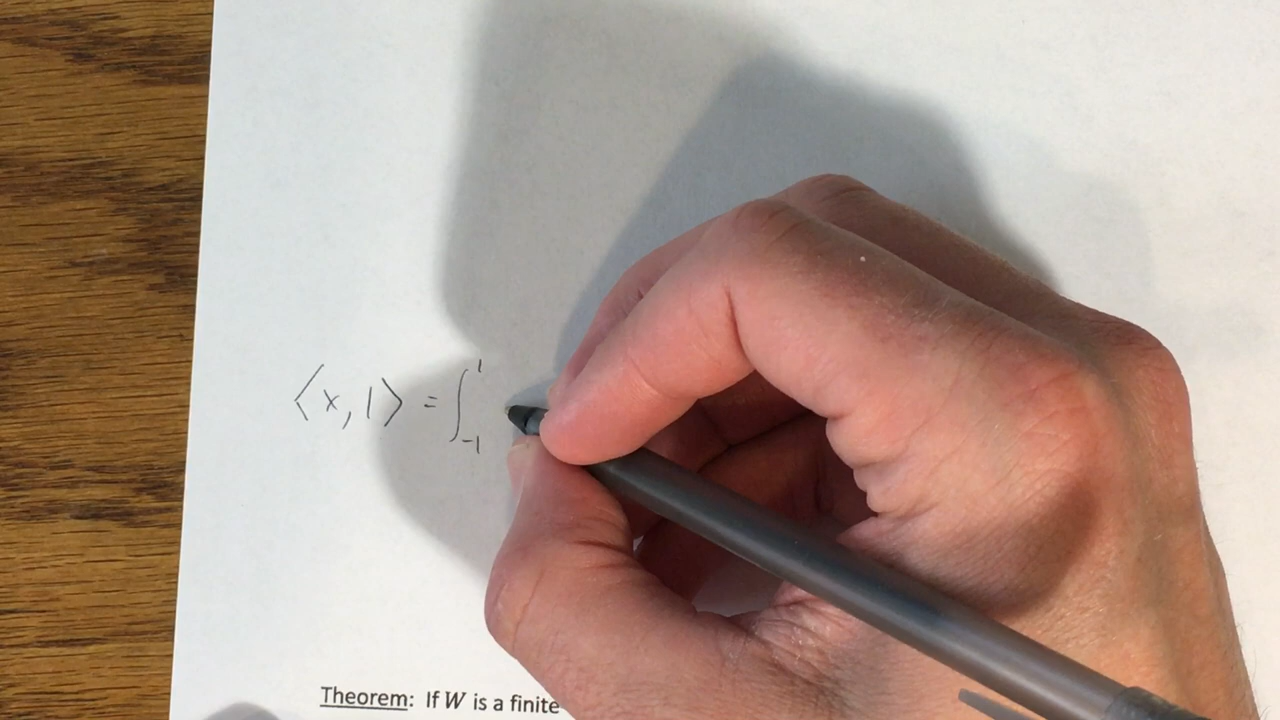 ⟨x, 1⟩ = ∫₋₁¹
Theorem: If W is a finite